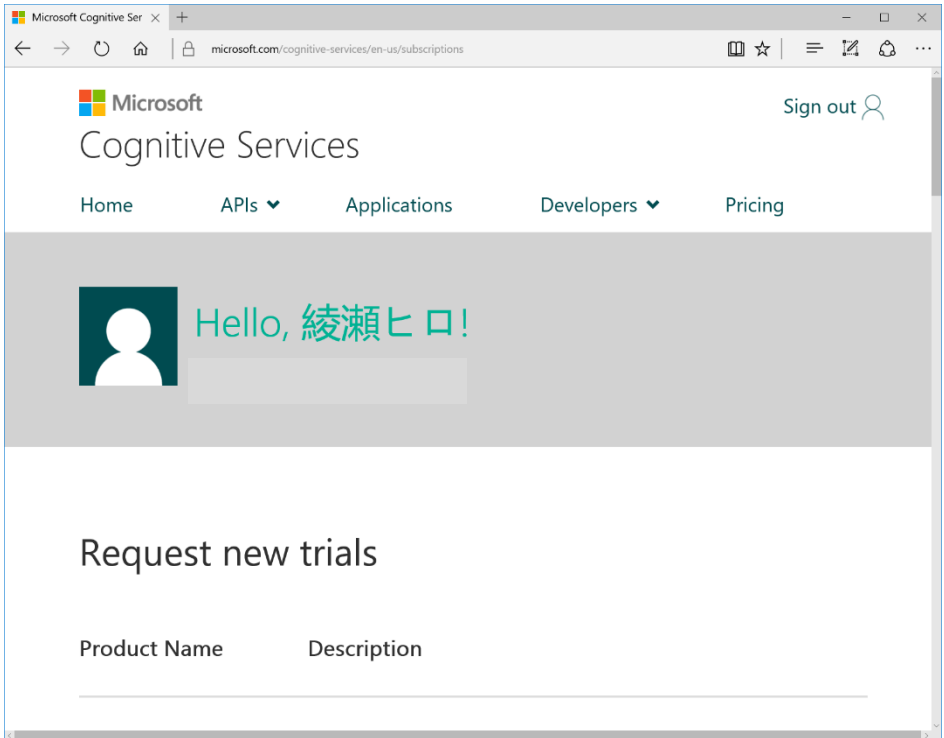 Microsoft Cognitive Ser
microsoft.com/cognitive-services/en-us/subscriptions
Microsoft
Sign out
Cognitive Services
Home APIs Applications Developers Pricing
Hello, 綾瀬ヒロ!
Request new trials
Product Name Description